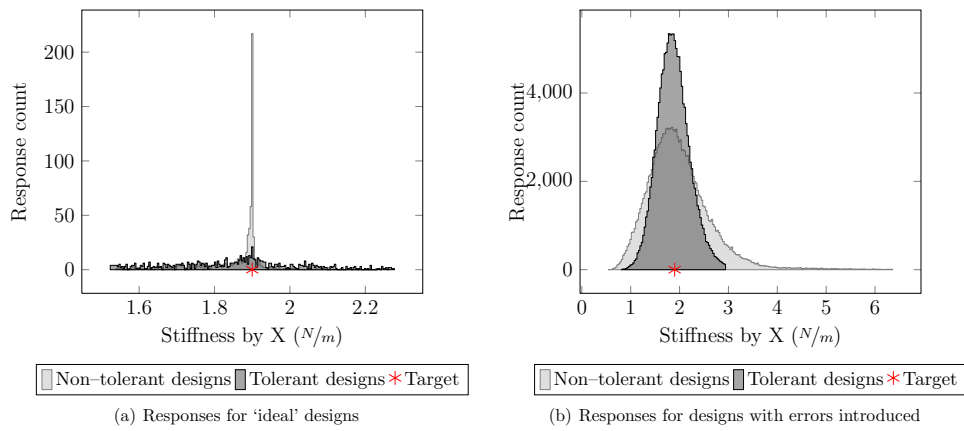 200
150
100
50
0
Response count
1.6
1.8
2
2.2
Stiffness by X (N/m)
Non–tolerant designs Tolerant designs Target
(a) Responses for ‘ideal’ designs
4,000
2,000
0
Response count
0
1
2
3
4
5
6
Stiffness by X (N/m)
Non–tolerant designs Tolerant designs Target
(b) Responses for designs with errors introduced